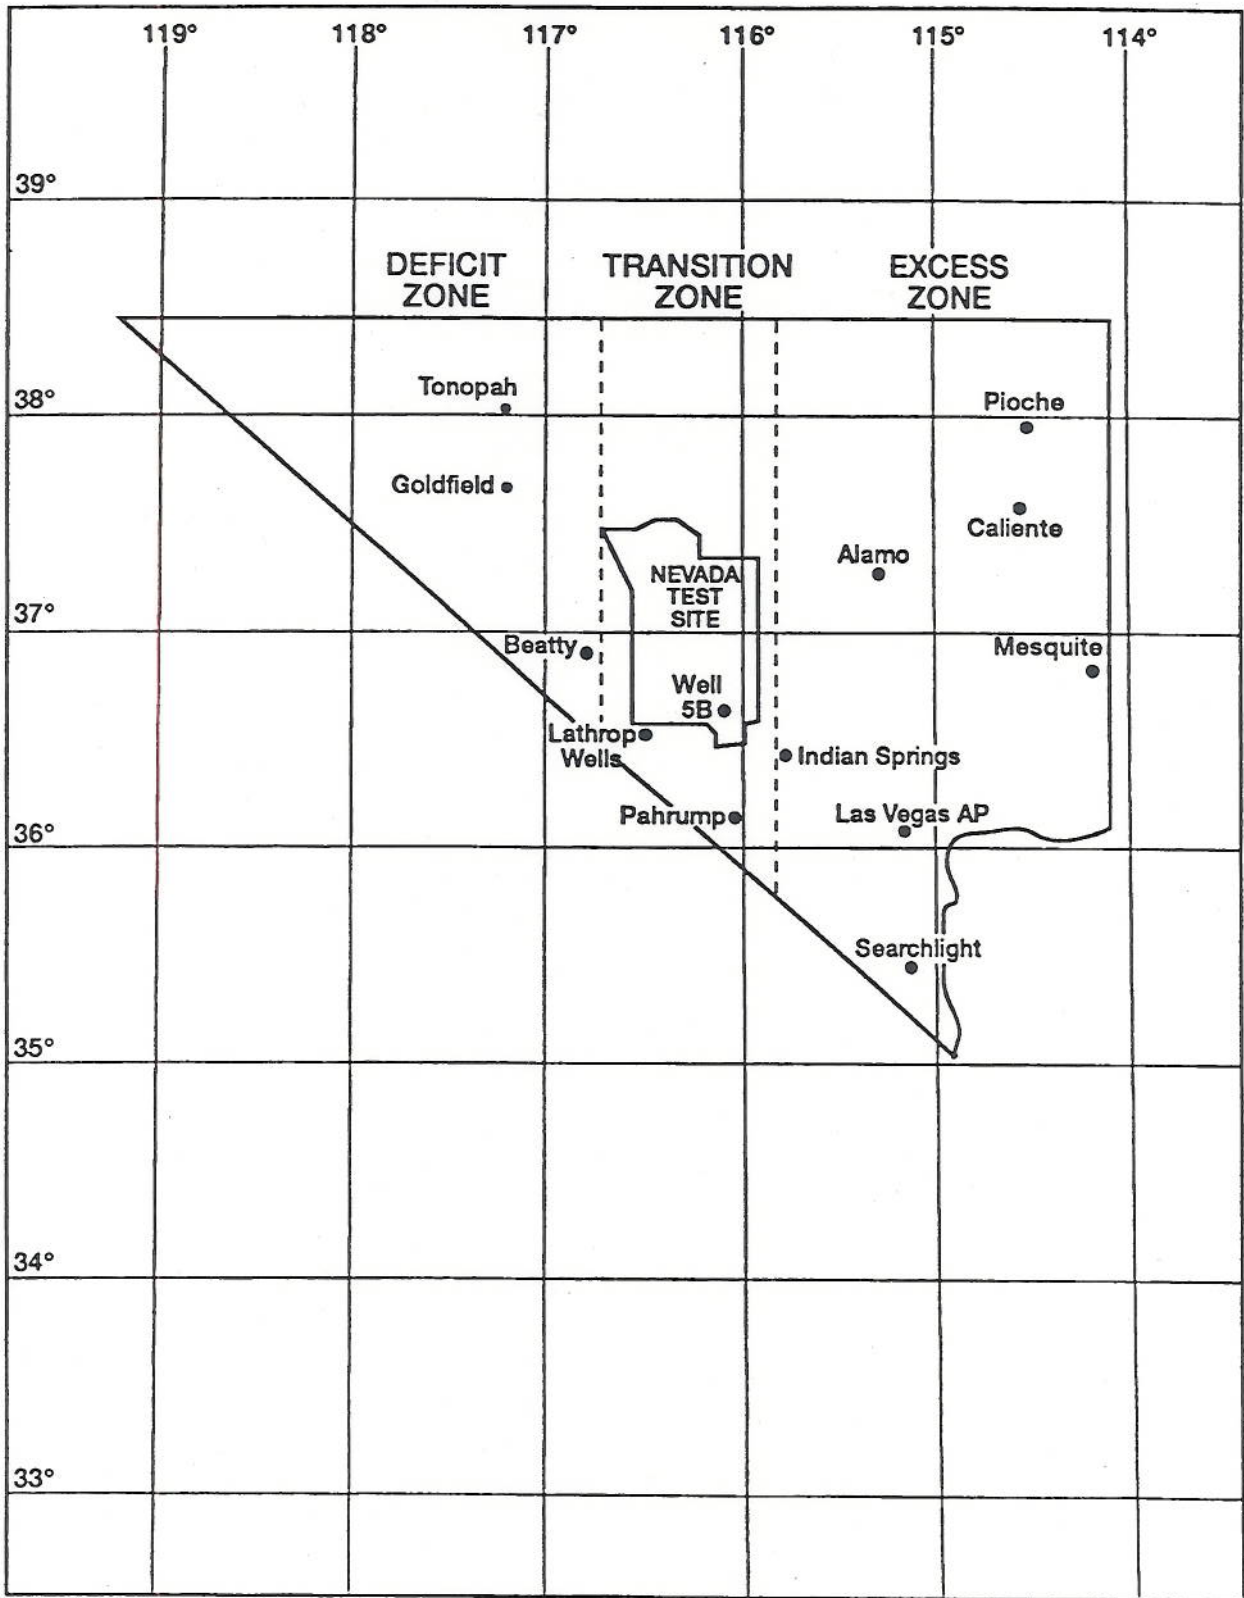 119° 118° 117° 116° 115° 114°
39°
DEFICIT
ZONE
TRANSITION
ZONE
EXCESS
ZONE
Tonopah
38°
Pioche
Goldfield
Caliente
Alamo
NEVADA
TEST
SITE
37°
Beatty
Mesquite
Well
5B
Lathrop
Wells
Indian Springs
Pahrump
Las Vegas AP
36°
Searchlight
35°
34°
33°